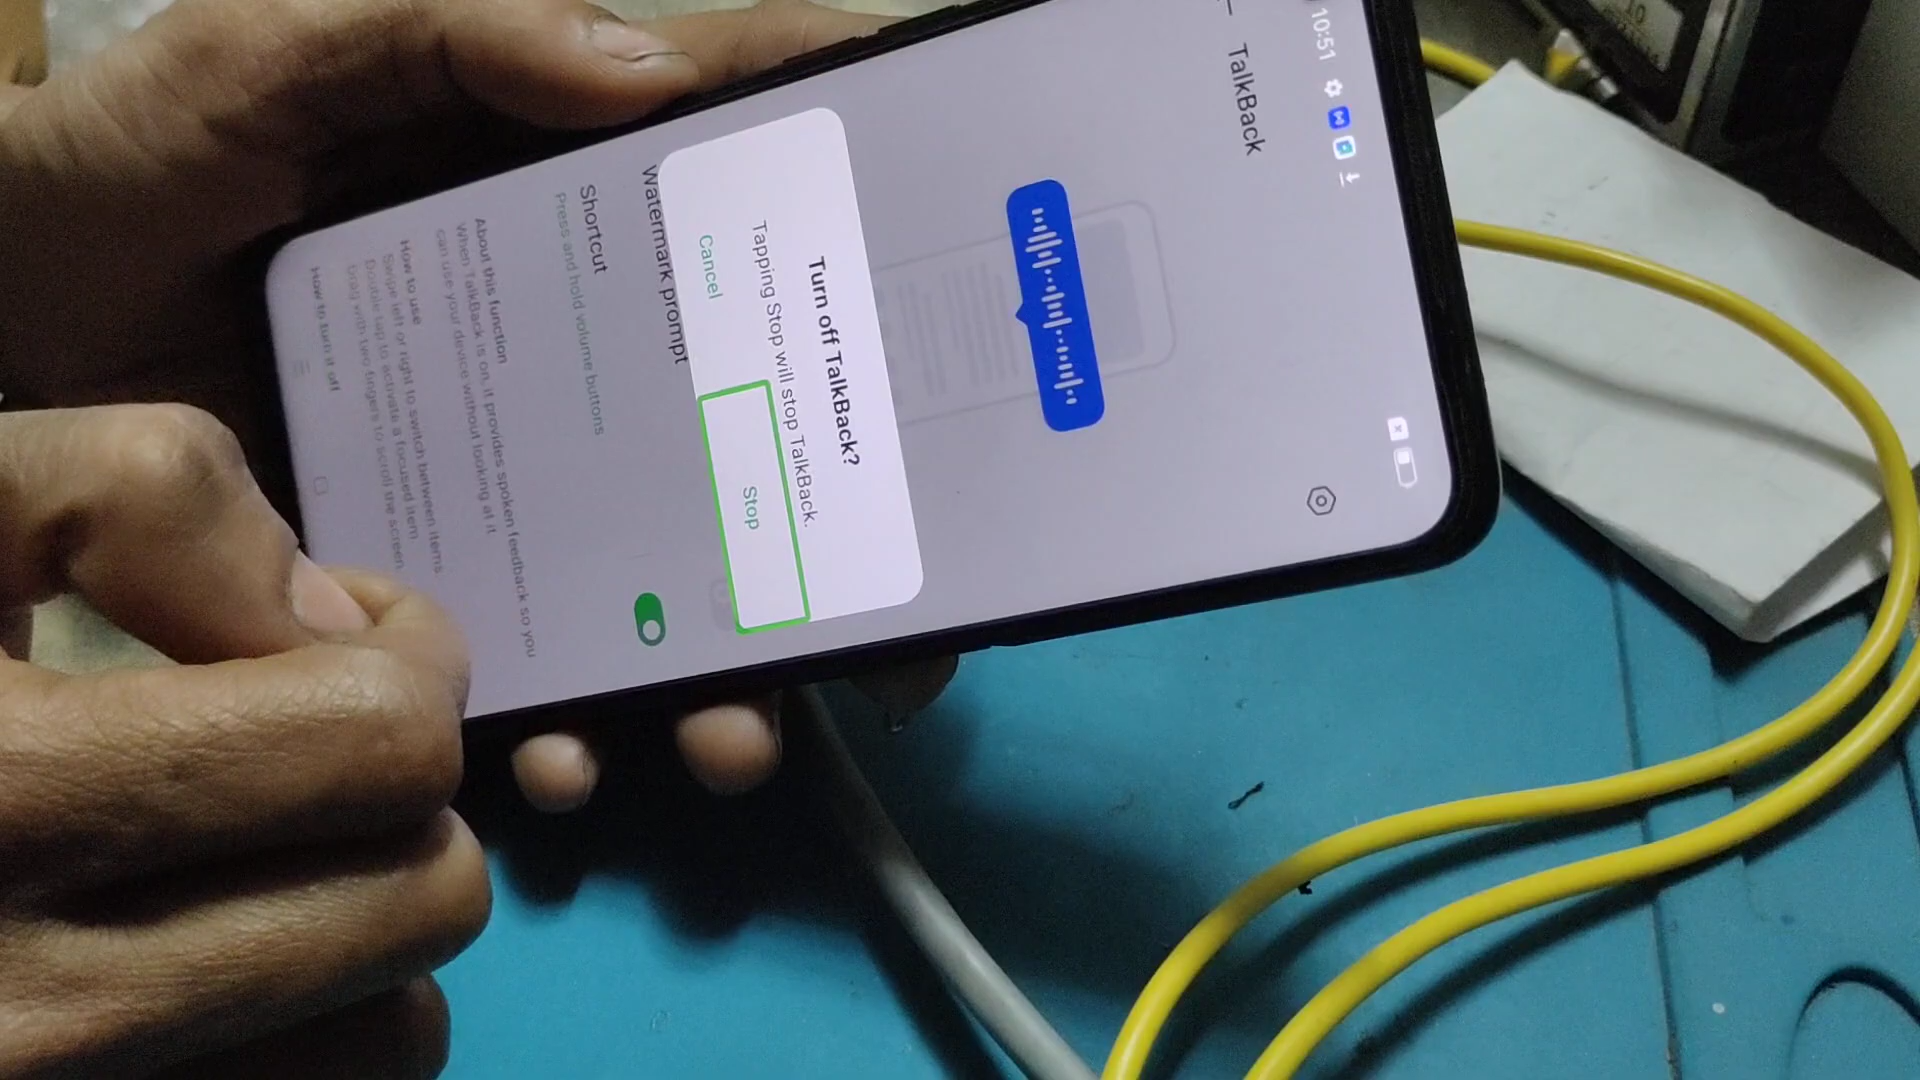 10:51
TalkBack
Turn off TalkBack?
Tapping Stop will stop TalkBack.
Cancel
Stop
Watermark prompt
Shortcut
Press and hold volume buttons
About this function
When TalkBack is on, it provides spoken feedback so you
can use your device without looking at it
How to use
Swipe left or right to switch between items.
Double tap to activate a focused item
Drag with two fingers to scroll the screen
How to turn it off